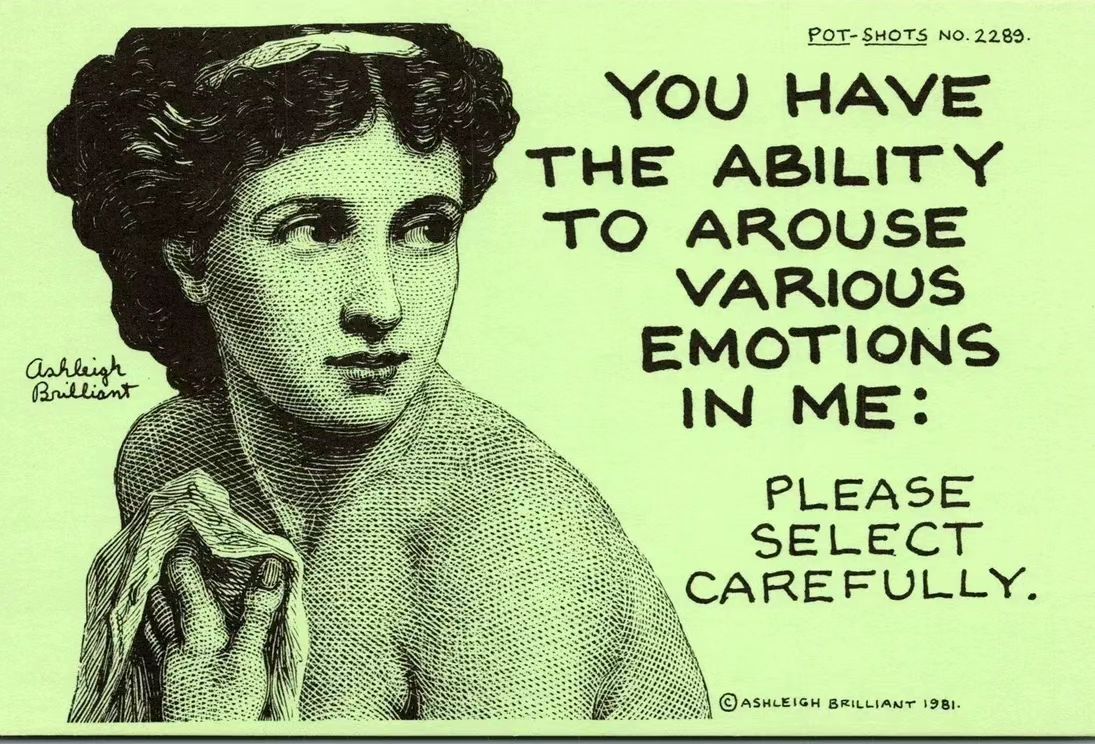 POT-SHOTS NO. 2289.
YOU HAVE
THE ABILITY
TO AROUSE
VARIOUS
EMOTIONS
IN ME:
PLEASE
SELECT
CAREFULLY.
Ashleigh
Brilliant
© ASHLEIGH BRILLIANT 1981.